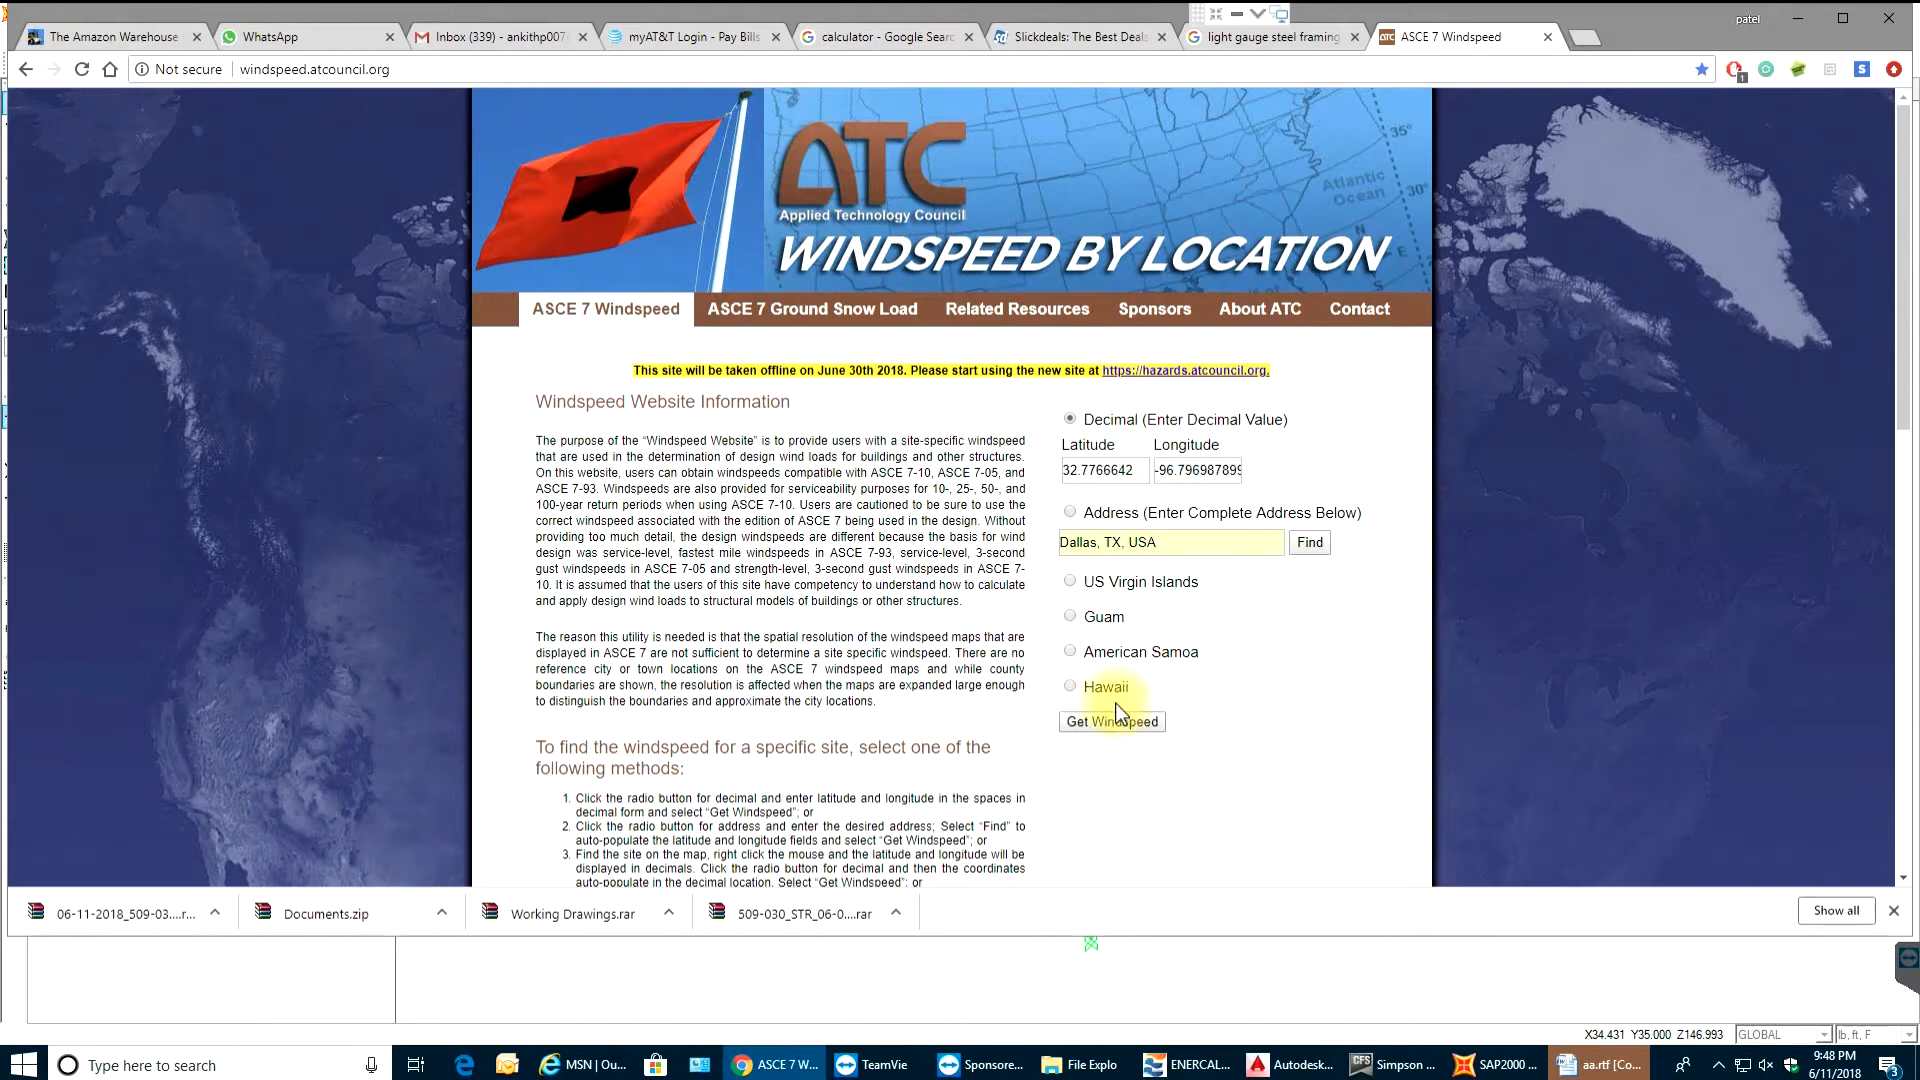 patel
The Amazon Warehouse
WhatsApp
Inbox (339) - ankithp007
myAT&T Login - Pay Bills
calculator - Google Searc
Slickdeals: The Best Deals
light gauge steel framing
ATC ASCE 7 Windspeed
Not secure windspeed.atcouncil.org
ATC
Applied Technology Council
WINDSPEED BY LOCATION
35°
Atlantic
Ocean
30°
N
W E
S
ASCE 7 Windspeed ASCE 7 Ground Snow Load Related Resources Sponsors About ATC Contact
This site will be taken offline on June 30th 2018. Please start using the new site at https://hazards.atcouncil.org.
Windspeed Website Information
The purpose of the “Windspeed Website” is to provide users with a site-specific windspeed
that are used in the determination of design wind loads for buildings and other structures.
On this website, users can obtain windspeeds compatible with ASCE 7-10, ASCE 7-05, and
ASCE 7-93. Windspeeds are also provided for serviceability purposes for 10-, 25-, 50-, and
100-year return periods when using ASCE 7-10. Users are cautioned to be sure to use the
correct windspeed associated with the edition of ASCE 7 being used in the design. Without
providing too much detail, the design windspeeds are different because the basis for wind
design was service-level, fastest mile windspeeds in ASCE 7-93, service-level, 3-second
gust windspeeds in ASCE 7-05 and strength-level, 3-second gust windspeeds in ASCE 7-
10. It is assumed that the users of this site have competency to understand how to calculate
and apply design wind loads to structural models of buildings or other structures.
The reason this utility is needed is that the spatial resolution of the windspeed maps that are
displayed in ASCE 7 are not sufficient to determine a site specific windspeed. There are no
reference city or town locations on the ASCE 7 windspeed maps and while county
boundaries are shown, the resolution is affected when the maps are expanded large enough
to distinguish the boundaries and approximate the city locations.
To find the windspeed for a specific site, select one of the
following methods:
1. Click the radio button for decimal and enter latitude and longitude in the spaces in
decimal form and select “Get Windspeed”; or
2. Click the radio button for address and enter the desired address; Select “Find” to
auto-populate the latitude and longitude fields and select “Get Windspeed”; or
3. Find the site on the map, right click the mouse and the latitude and longitude will be
displayed in decimals. Click the radio button for decimal and then the coordinates
auto-populate in the decimal location. Select “Get Windspeed”; or
Decimal (Enter Decimal Value)
Latitude Longitude
32.7766642 -96.796987899
Address (Enter Complete Address Below)
Dallas, TX, USA Find
US Virgin Islands
Guam
American Samoa
Hawaii
Get Windspeed
06-11-2018_509-03....r... Documents.zip Working Drawings.rar 509-030_STR_06-0....rar Show all
X34.431 Y35.000 Z146.993 GLOBAL lb, ft, F
Type here to search
MSN | Ou...
ASCE 7 W...
TeamVie
Sponsore...
File Explo
ENERCAL...
Autodesk...
CFS Simpson ...
SAP2000 ...
aa.rtf [Co...
9:48 PM
6/11/2018
3